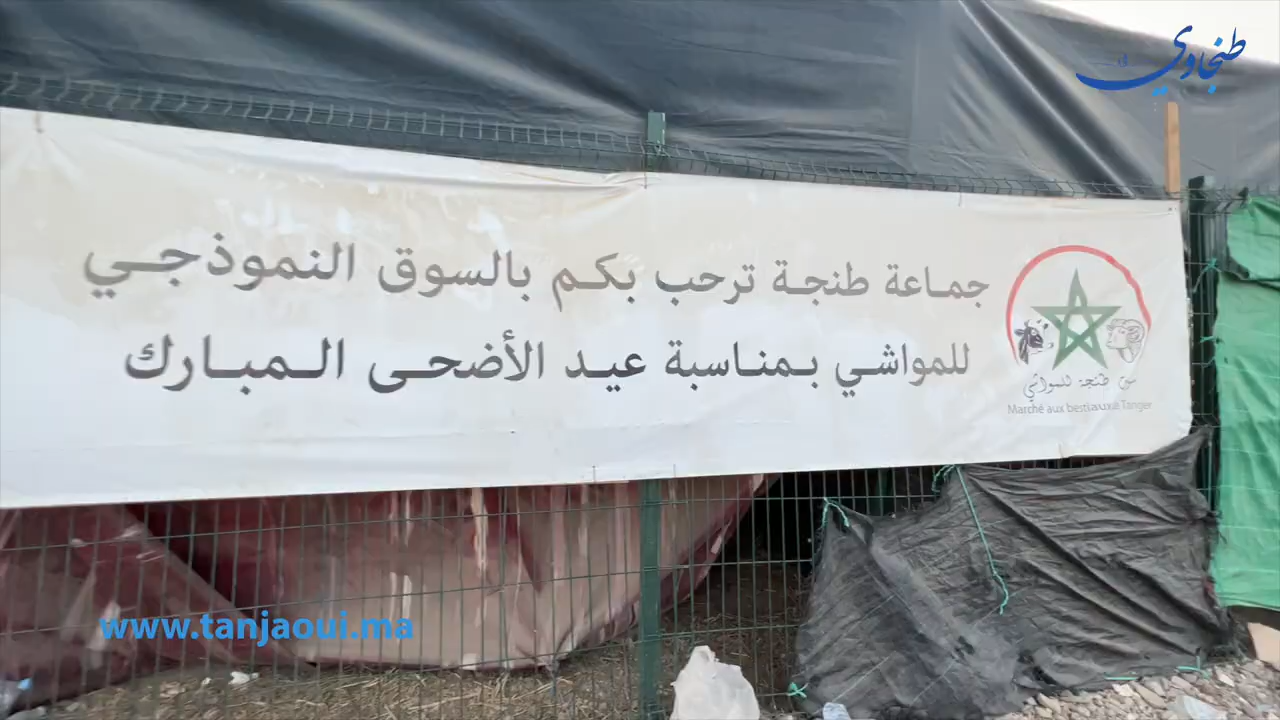 طنجاوي
جماعة طنجة ترحب بكم بالسوق النموذجي
للمواشي بمناسبة عيد الأضحى المبارك
سوق طنجة للمواشي
Marché aux bestiaux Tanger
www.tanjaoui.ma